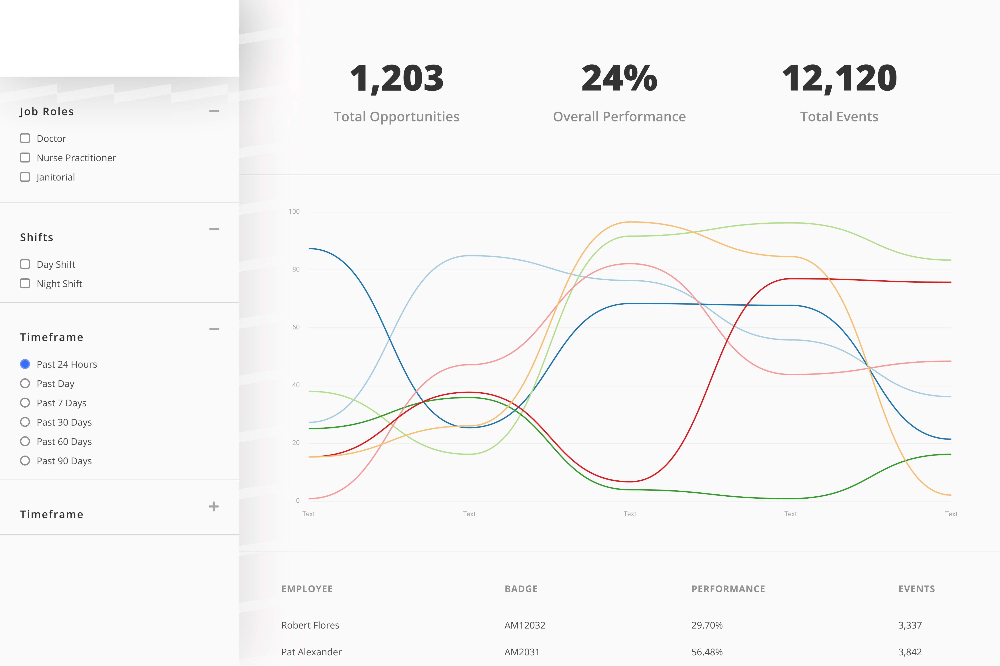 Job Roles
Doctor
Nurse Practitioner
Janitorial
Shifts
Day Shift
Night Shift
Timeframe
Past 24 Hours
Past Day
Past 7 Days
Past 30 Days
Past 60 Days
Past 90 Days
Timeframe
1,203 24% 12,120
Total Opportunities Overall Performance Total Events
100
80
60
40
20
0
Text Text Text Text Text
EMPLOYEE BADGE PERFORMANCE EVENTS
Robert Flores AM12032 29.70% 3,337
Pat Alexander AM2031 56.48% 3,842